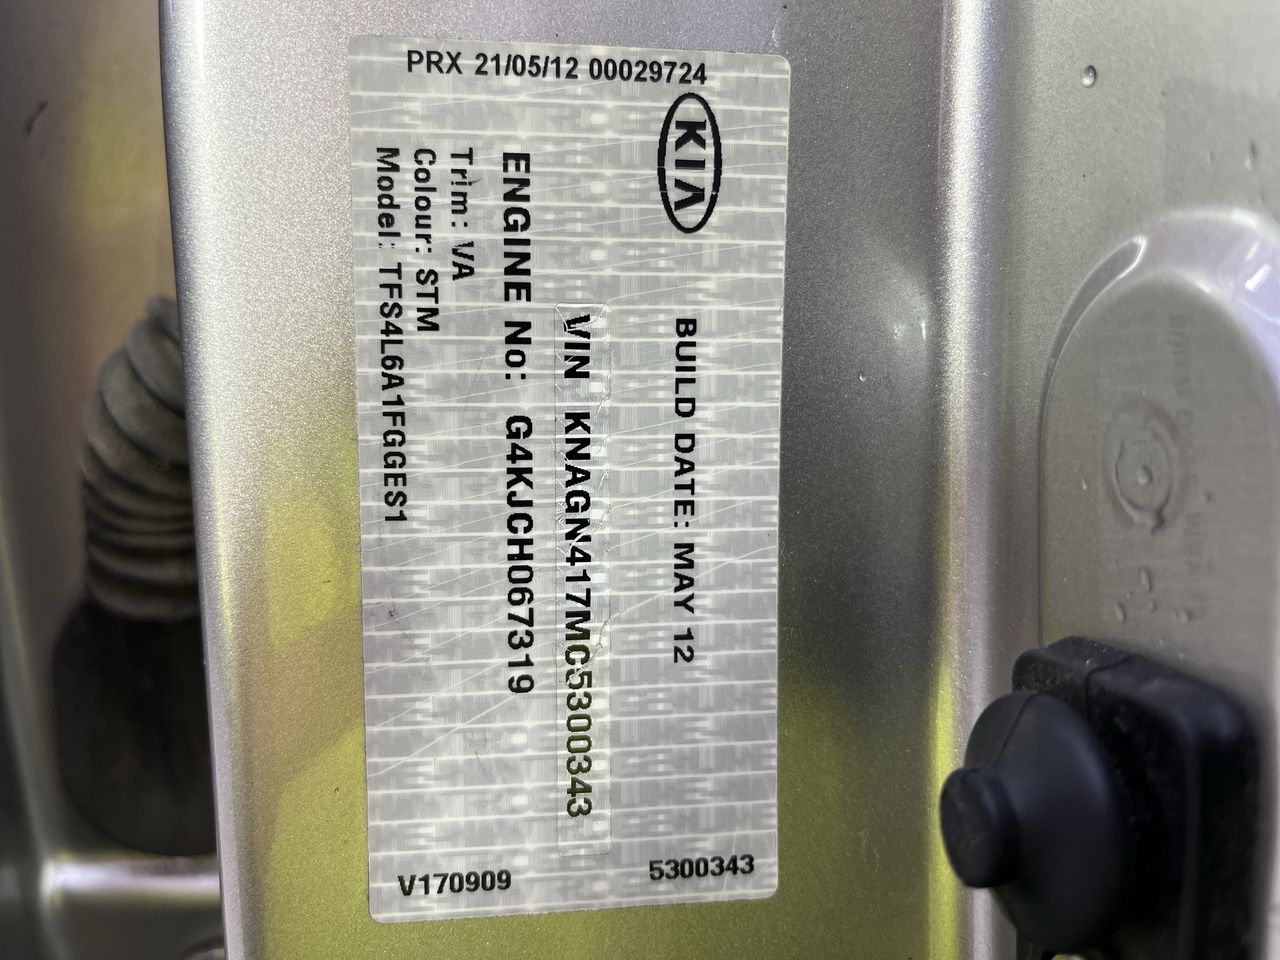 PRX 21/05/12 00029724
KIA
BUILD DATE: MAY 12
VIN KNAGN417MC5300343
ENGINE No: G4KJCH067319
Trim: VA
Colour: STM
Model: TFS4L6A1FGGES1
V170909
5300343